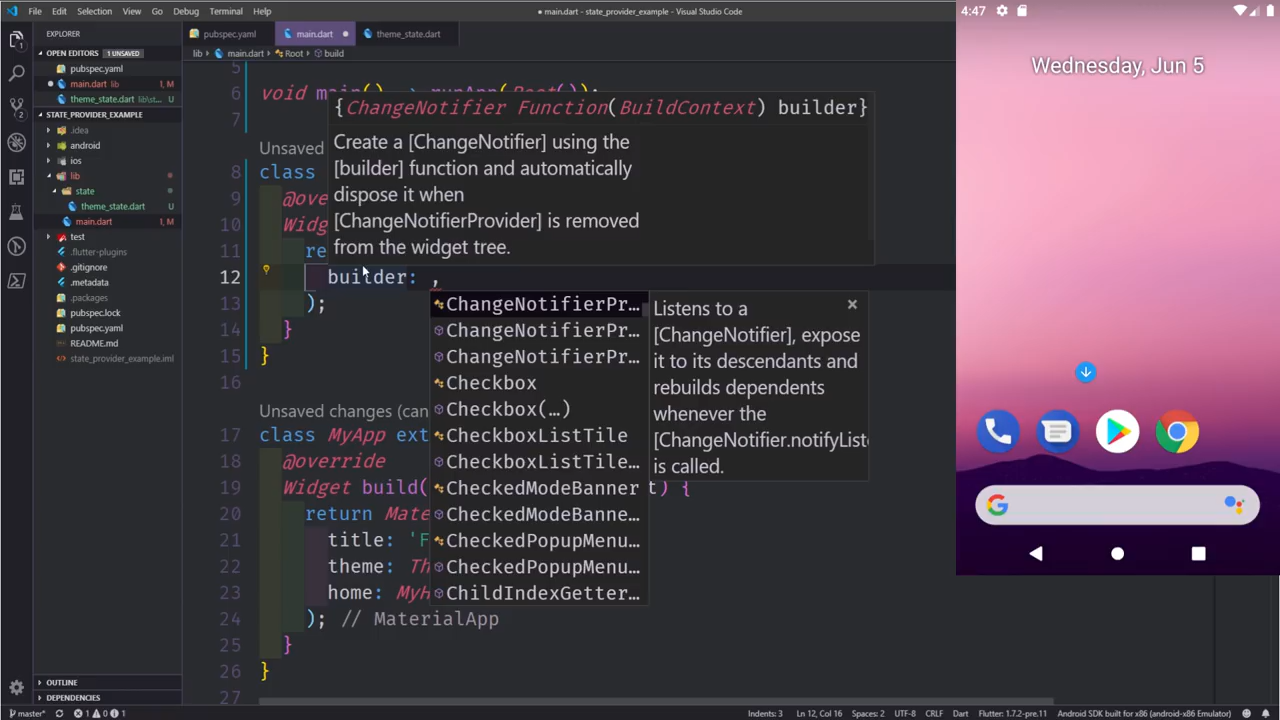 File Edit Selection View Go Debug Terminal Help
● main.dart - state_provider_example - Visual Studio Code
4:47
EXPLORER
pubspec.yaml
main.dart
theme_state.dart
OPEN EDITORS 1 UNSAVED
lib main.dart Root build
pubspec.yaml
main.dart lib 1, M
theme_state.dart lib\st... U
STATE_PROVIDER_EXAMPLE
.idea
android
ios
lib
state
theme_state.dart U
main.dart 1, M
test
.flutter-plugins
.gitignore
.metadata
.packages
pubspec.lock
pubspec.yaml
README.md
state_provider_example.iml
OUTLINE
DEPENDENCIES
5
6 void main() => runApp(Root());
7
{ChangeNotifier Function(BuildContext) builder}
Create a [ChangeNotifier] using the
[builder] function and automatically
dispose it when
[ChangeNotifierProvider] is removed
from the widget tree.
Unsaved
8 class
9 @ove
10 Widg
11 re
12 builder: ,
13 );
14 }
15 }
16
Unsaved changes (can
17 class MyApp ext
18 @override
19 Widget build( t) {
20 return Mate
21 title: 'F
22 theme: Th
23 home: MyH
24 ); // MaterialApp
25 }
26 }
27
ChangeNotifierPr…
ChangeNotifierPr…
ChangeNotifierPr…
Checkbox
Checkbox(…)
CheckboxListTile
CheckboxListTile…
CheckedModeBanner
CheckedModeBanne…
CheckedPopupMenu…
CheckedPopupMenu…
ChildIndexGetter…
Listens to a
[ChangeNotifier], expose
it to its descendants and
rebuilds dependents
whenever the
[ChangeNotifier.notifyListe
is called.
Wednesday, Jun 5
master* 1 0 1 Indents: 3 Ln 12, Col 16 Spaces: 2 UTF-8 CRLF Dart Flutter: 1.7.2-pre.11 Android SDK built for x86 (android-x86 Emulator)